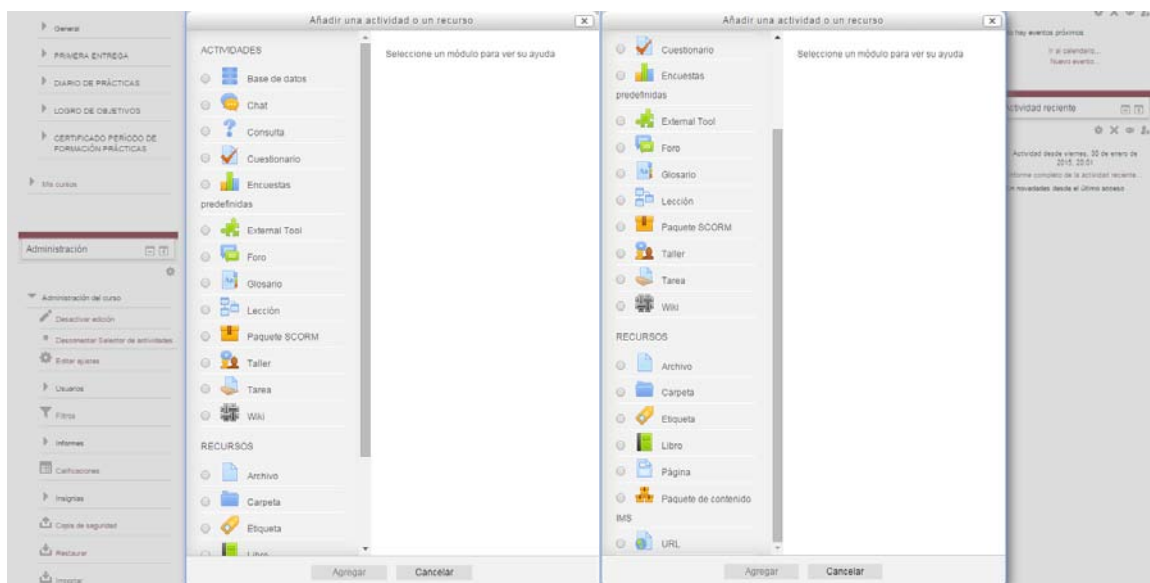 General
PRIMERA ENTREGA
DIARIO DE PRÁCTICAS
LOGRO DE OBJETIVOS
CERTIFICADO PERÍODO DE
FORMACIÓN PRÁCTICAS
Mis cursos
Administración
Administración del curso
Desactivar edición
Desconectar Selector de actividades
Editar ajustes
Usuarios
Filtros
Informes
Calificaciones
Insignias
Copia de seguridad
Restaurar
Importar
Añadir una actividad o un recurso
ACTIVIDADES
Base de datos
Chat
Consulta
Cuestionario
Encuestas
predefinidas
External Tool
Foro
Glosario
Lección
Paquete SCORM
Taller
Tarea
Wiki
RECURSOS
Archivo
Carpeta
Etiqueta
Libro
Seleccione un módulo para ver su ayuda
Agregar
Cancelar
Añadir una actividad o un recurso
Cuestionario
Encuestas
predefinidas
External Tool
Foro
Glosario
Lección
Paquete SCORM
Taller
Tarea
Wiki
RECURSOS
Archivo
Carpeta
Etiqueta
Libro
Página
Paquete de contenido
IMS
URL
Seleccione un módulo para ver su ayuda
Agregar
Cancelar
hay eventos próximos
Ir al calendario...
Nuevo evento...
ctividad reciente
Actividad desde viernes, 30 de enero de
2015, 20:51
nforme completo de la actividad reciente...
n novedades desde el último acceso